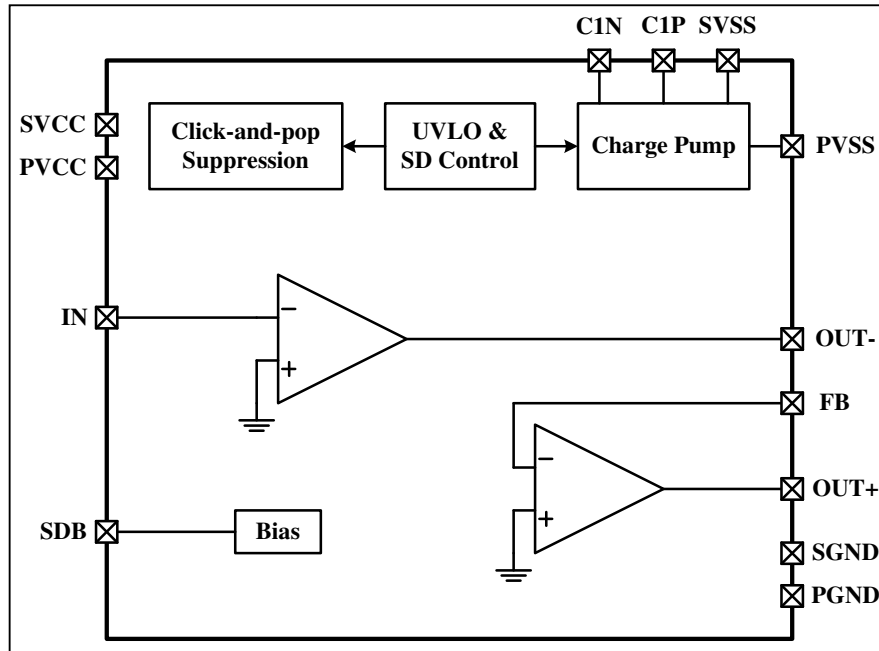 C1N C1P SVSS
SVCC
PVCC
Click-and-pop
Suppression
UVLO &
SD Control
Charge Pump
PVSS
IN
−
+
OUT-
FB
−
+
OUT+
SDB
Bias
SGND
PGND